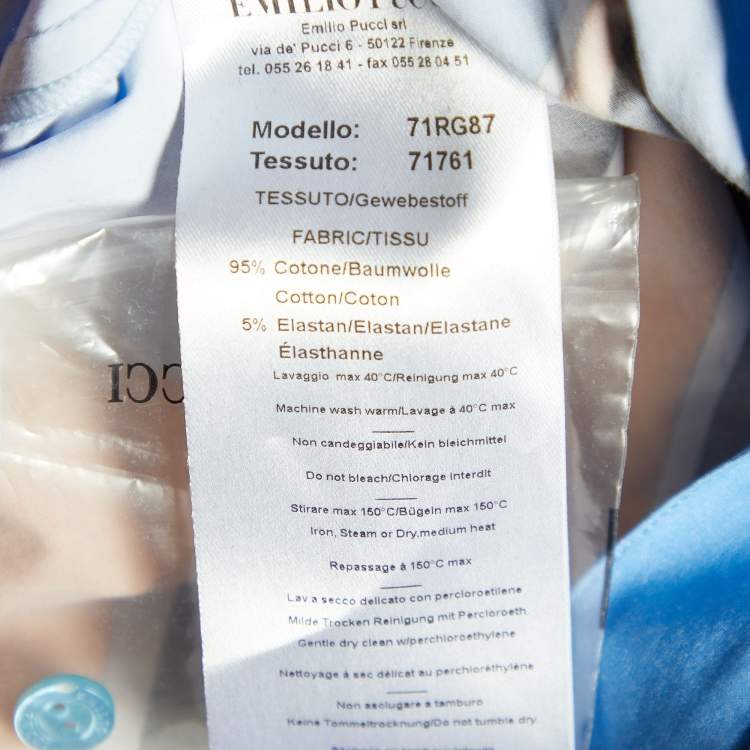 EMILIO PUCCI
Emilio Pucci srl
via de' Pucci 6 - 50122 Firenze
tel. 055 26 18 41 - fax 055 28 04 51
Modello: 71RG87
Tessuto: 71761
TESSUTO/Gewebestoff
FABRIC/TISSU
95% Cotone/Baumwolle
Cotton/Coton
5% Elastan/Elastan/Elastane
Élasthanne
Lavaggio max 40°C/Reinigung max 40°C
Machine wash warm/Lavage à 40°C max
Non candeggiabile/Kein bleichmittel
Do not bleach/Chlorage interdit
Stirare max 150°C/Bügeln max 150°C
Iron, Steam or Dry,medium heat
Repassage à 150°C max
Lav a secco delicato con percloroetilene
Milde Trocken Reinigung mit Percloroeth.
Gentle dry clean w/perchloroethylene
Nettoyage à sec délicat au perchloréthylène
Non asciugare a tamburo
Keine Tommeltrocknung/Do not tumble dry